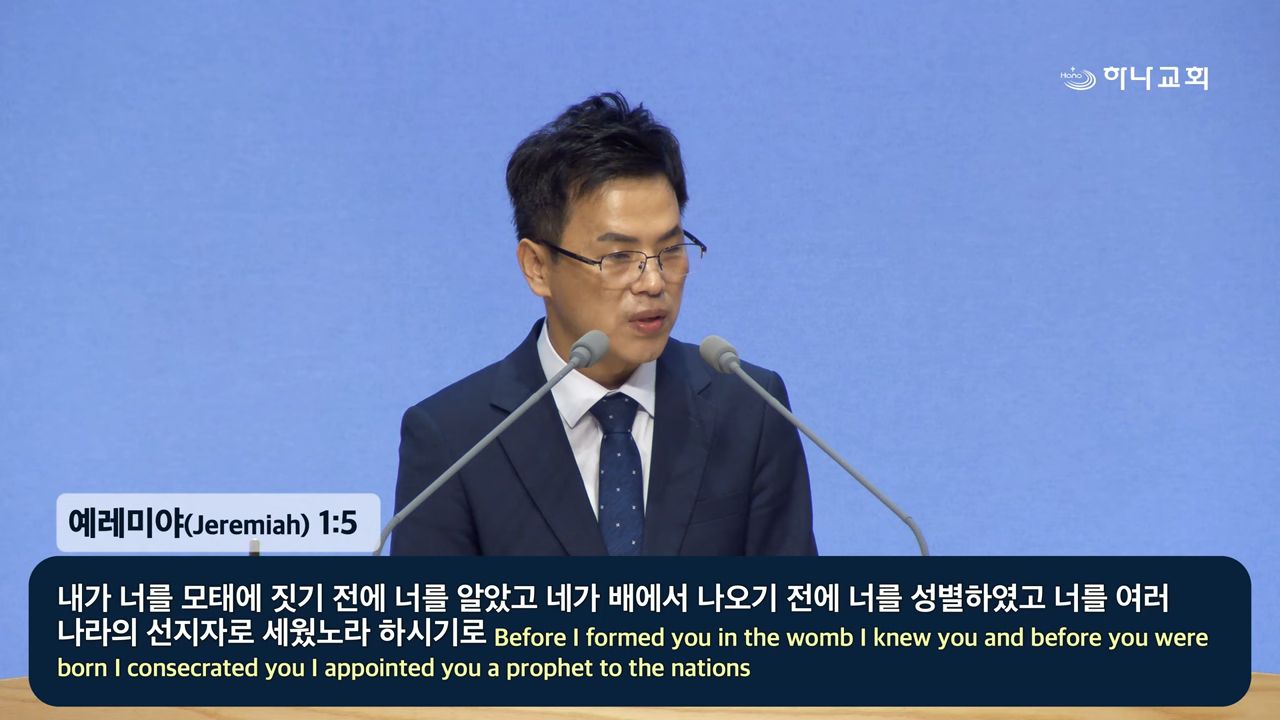 Hana 하나교회
예레미야(Jeremiah) 1:5
내가 너를 모태에 짓기 전에 너를 알았고 네가 배에서 나오기 전에 너를 성별하였고 너를 여러
나라의 선지자로 세웠노라 하시기로 Before I formed you in the womb I knew you and before you were
born I consecrated you I appointed you a prophet to the nations